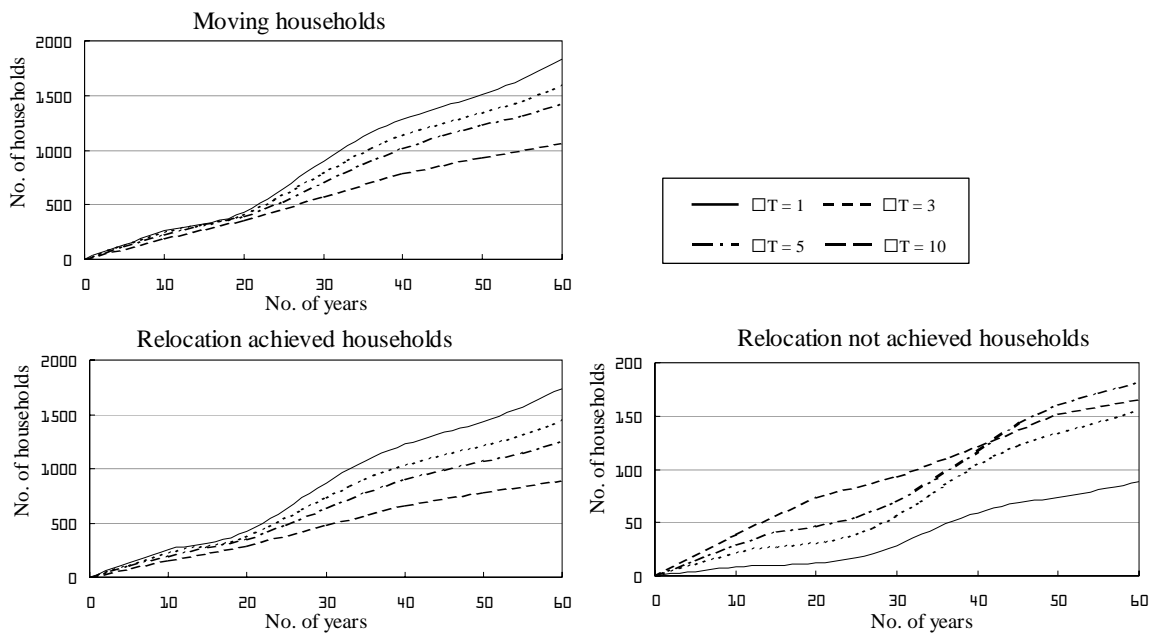 Moving households
No. of households
2000
1500
1000
500
0
0 10 20 30 40 50 60
No. of years
□T = 1 □T = 3
□T = 5 □T = 10
Relocation achieved households
No. of households
2000
1500
1000
500
0
0 10 20 30 40 50 60
No. of years
Relocation not achieved households
No. of households
200
150
100
50
0
0 10 20 30 40 50 60
No. of years